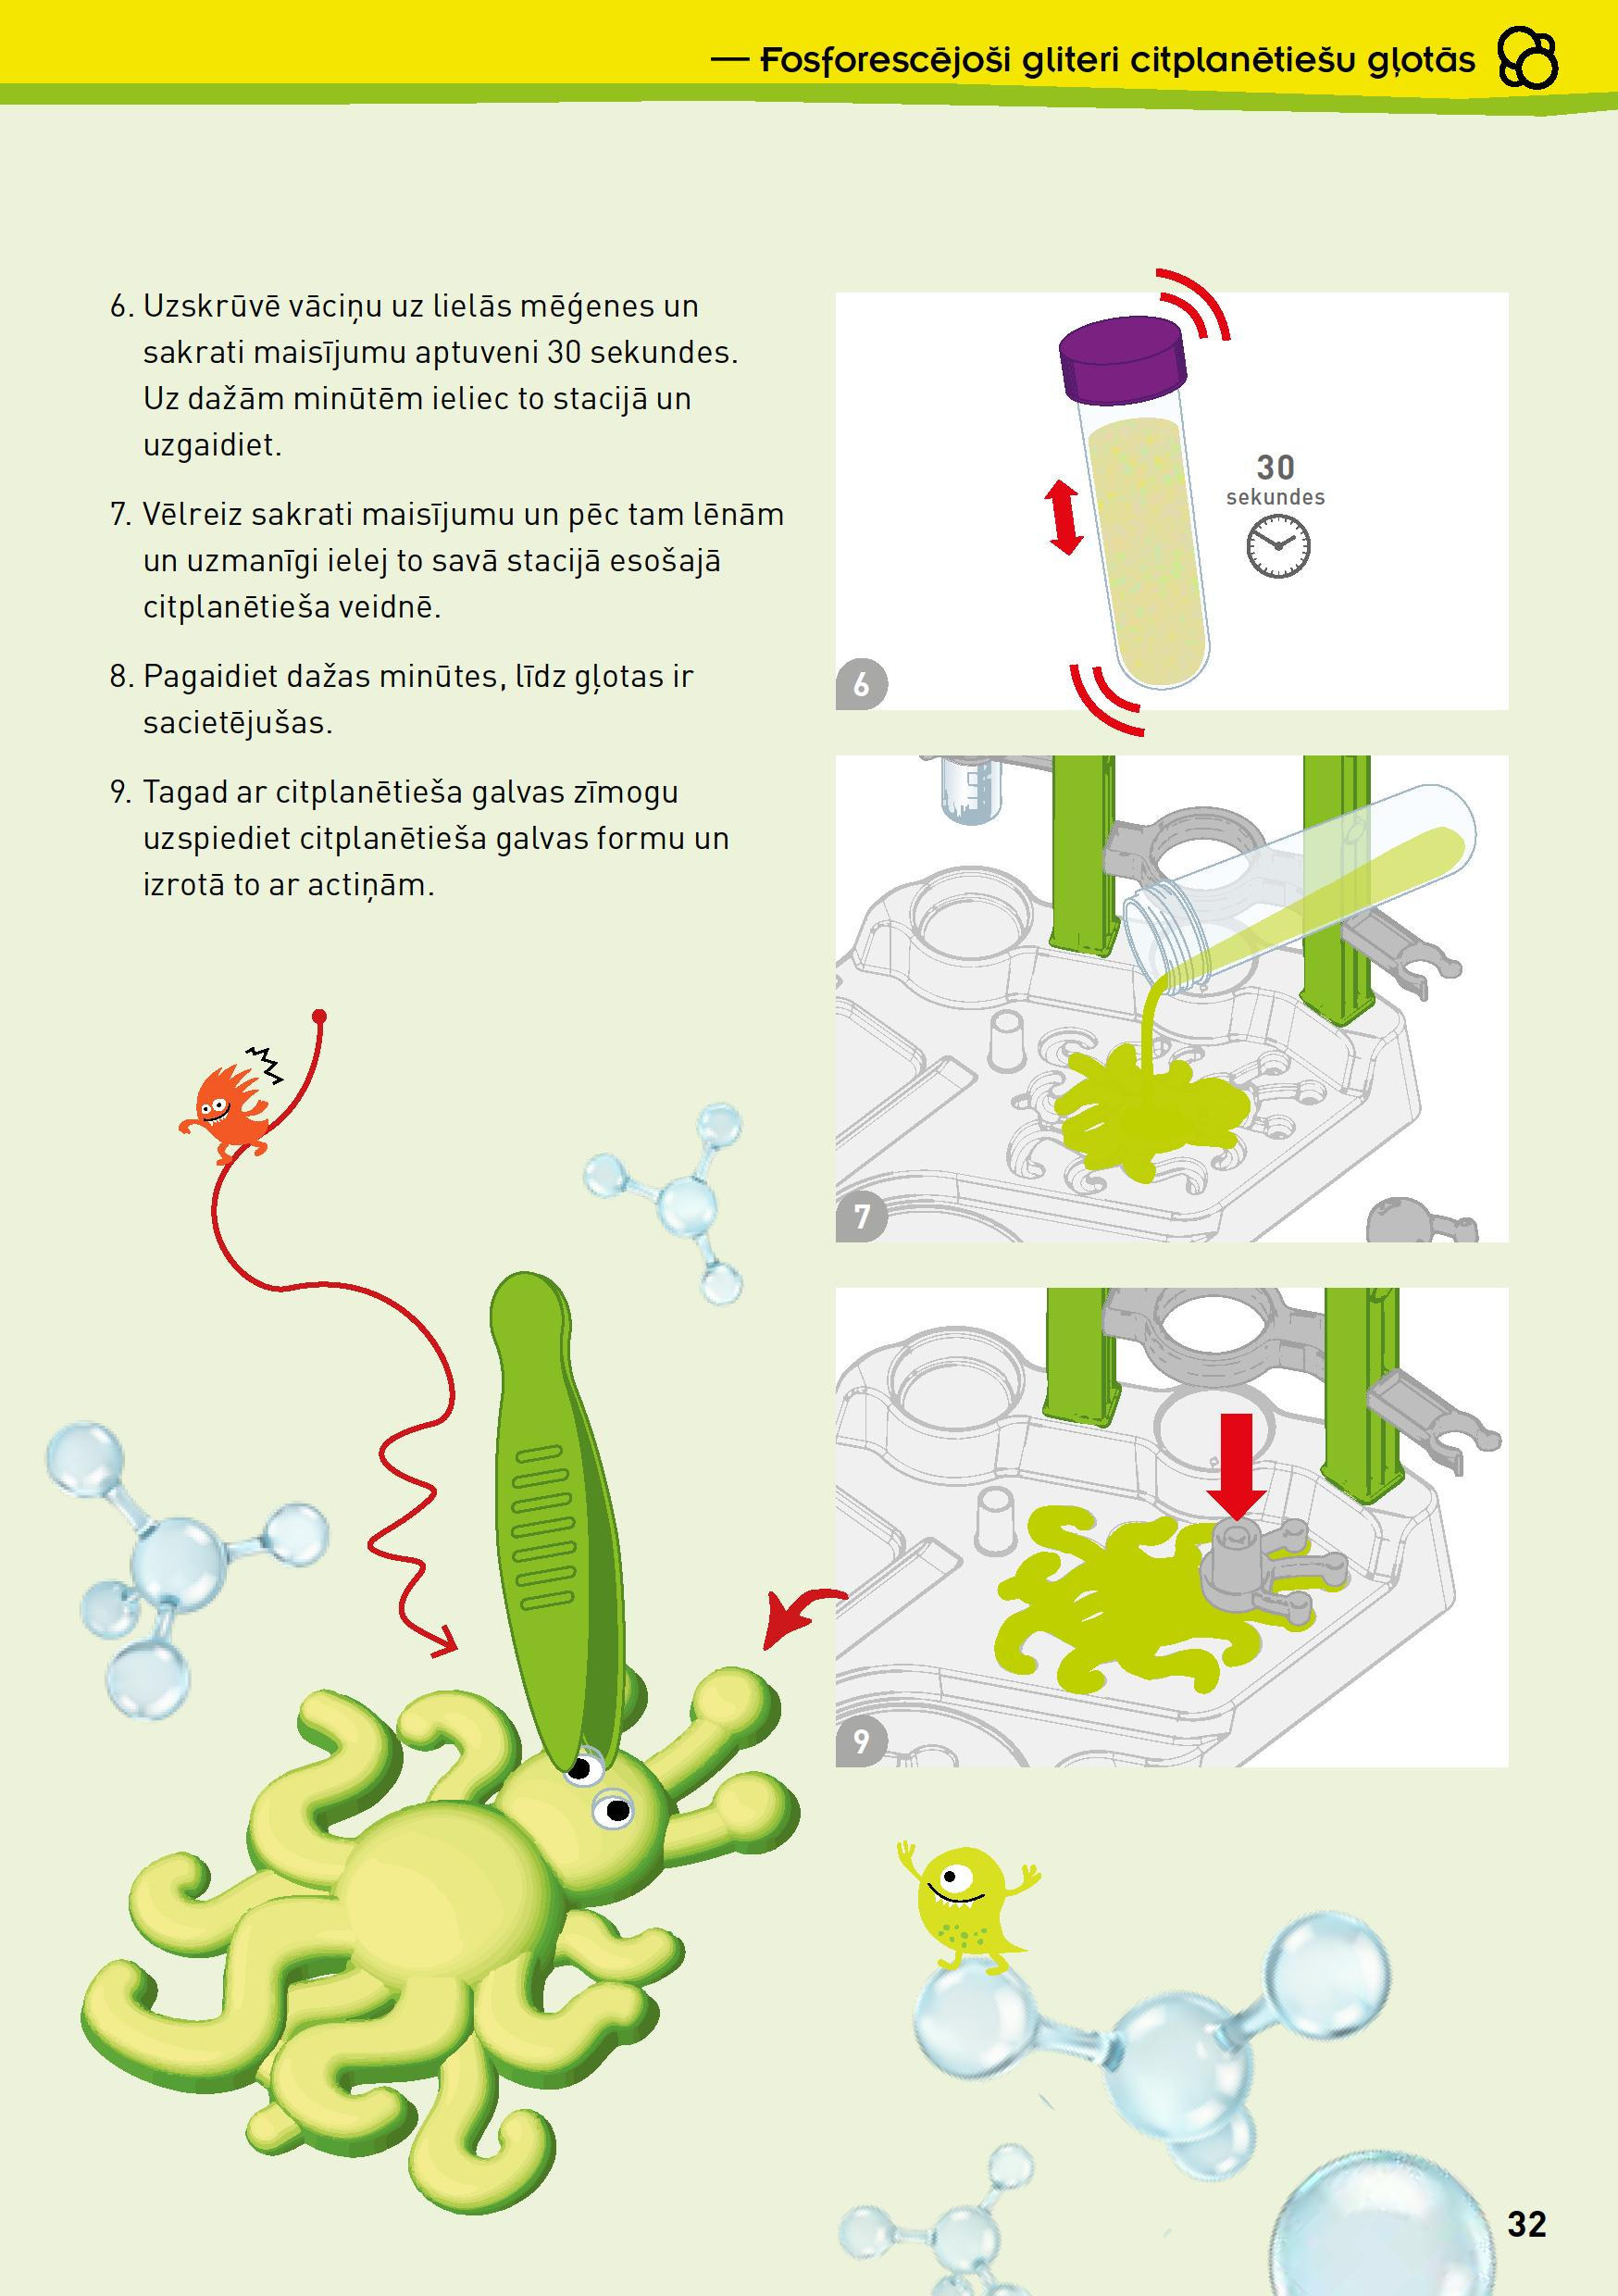 — Fosforescējoši gliteri citplanētiešu gļotās
6. Uzskrūvē vāciņu uz lielās mēģenes un
sakrati maisījumu aptuveni 30 sekundes.
Uz dažām minūtēm ieliec to stacijā un
uzgaidiet.
7. Vēlreiz sakrati maisījumu un pēc tam lēnām
un uzmanīgi ielej to savā stacijā esošajā
citplanētieša veidnē.
8. Pagaidiet dažas minūtes, līdz gļotas ir
sacietējušas.
9. Tagad ar citplanētieša galvas zīmogu
uzspiediet citplanētieša galvas formu un
izrotā to ar actiņām.
30
sekundes
6
7
9
32